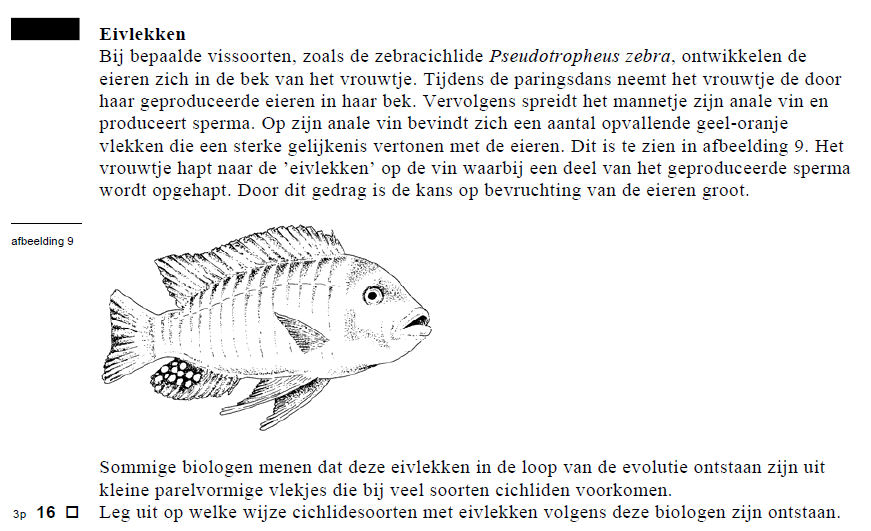 Eivlekken
Bij bepaalde vissoorten, zoals de zebracichlide Pseudotropheus zebra, ontwikkelen de
eieren zich in de bek van het vrouwtje. Tijdens de paringsdans neemt het vrouwtje de door
haar geproduceerde eieren in haar bek. Vervolgens spreidt het mannetje zijn anale vin en
produceert sperma. Op zijn anale vin bevindt zich een aantal opvallende geel-oranje
vlekken die een sterke gelijkenis vertonen met de eieren. Dit is te zien in afbeelding 9. Het
vrouwtje hapt naar de ’eivlekken’ op de vin waarbij een deel van het geproduceerde sperma
wordt opgehapt. Door dit gedrag is de kans op bevruchting van de eieren groot.
afbeelding 9
Sommige biologen menen dat deze eivlekken in de loop van de evolutie ontstaan zijn uit
kleine parelvormige vlekjes die bij veel soorten cichliden voorkomen.
3p 16 □ Leg uit op welke wijze cichlidesoorten met eivlekken volgens deze biologen zijn ontstaan.